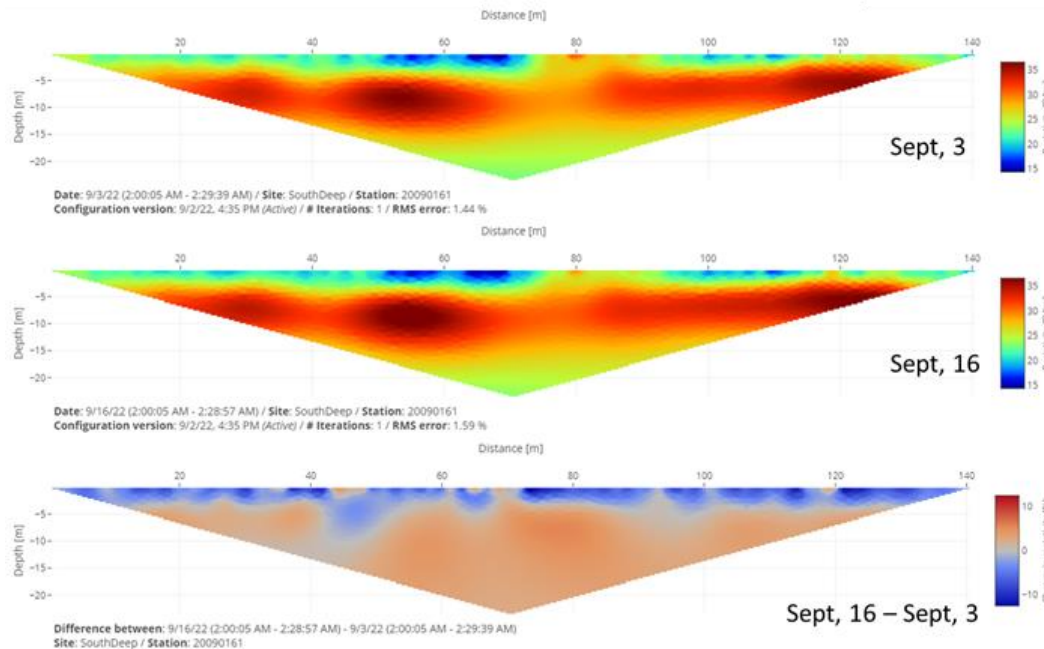 Distance [m]
20 40 60 80 100 120 140
Depth [m]
-5
-10
-15
-20
35
30
25
20
15
Sept, 3
Date: 9/3/22 (2:00:05 AM - 2:29:39 AM) / Site: SouthDeep / Station: 20090161
Configuration version: 9/2/22, 4:35 PM (Active) / # Iterations: 1 / RMS error: 1.44 %
Distance [m]
20 40 60 80 100 120 140
Depth [m]
-5
-10
-15
-20
35
30
25
20
15
Sept, 16
Date: 9/16/22 (2:00:05 AM - 2:28:57 AM) / Site: SouthDeep / Station: 20090161
Configuration version: 9/2/22, 4:35 PM (Active) / # Iterations: 1 / RMS error: 1.59 %
Distance [m]
20 40 60 80 100 120 140
Depth [m]
-5
-10
-15
-20
10
0
-10
Sept, 16 – Sept, 3
Difference between: 9/16/22 (2:00:05 AM - 2:28:57 AM) - 9/3/22 (2:00:05 AM - 2:29:39 AM)
Site: SouthDeep / Station: 20090161